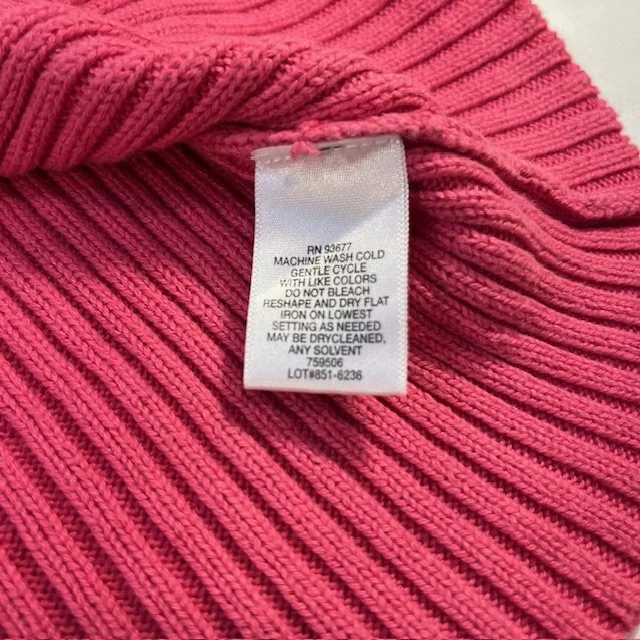 RN 93677
MACHINE WASH COLD
GENTLE CYCLE
WITH LIKE COLORS
DO NOT BLEACH
RESHAPE AND DRY FLAT
IRON ON LOWEST
SETTING AS NEEDED
MAY BE DRYCLEANED,
ANY SOLVENT
759506
LOT#851-6236